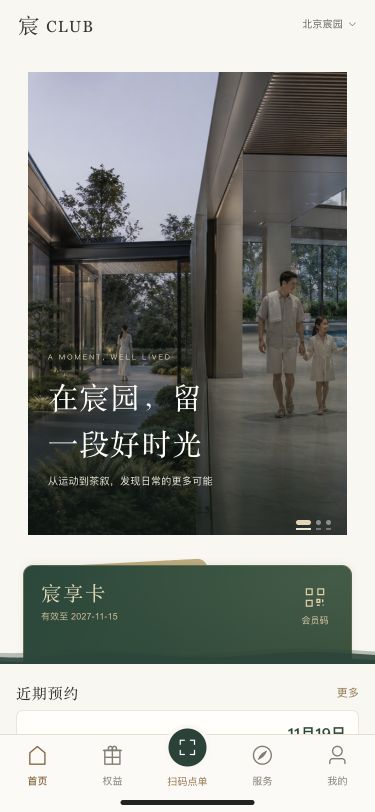 宸 CLUB
北京宸园
A MOMENT, WELL LIVED
在宸园，留
一段好时光
从运动到茶叙，发现日常的更多可能
宸享卡
有效至 2027-11-15
会员码
近期预约
更多
11月19日
首页
权益
扫码点单
服务
我的